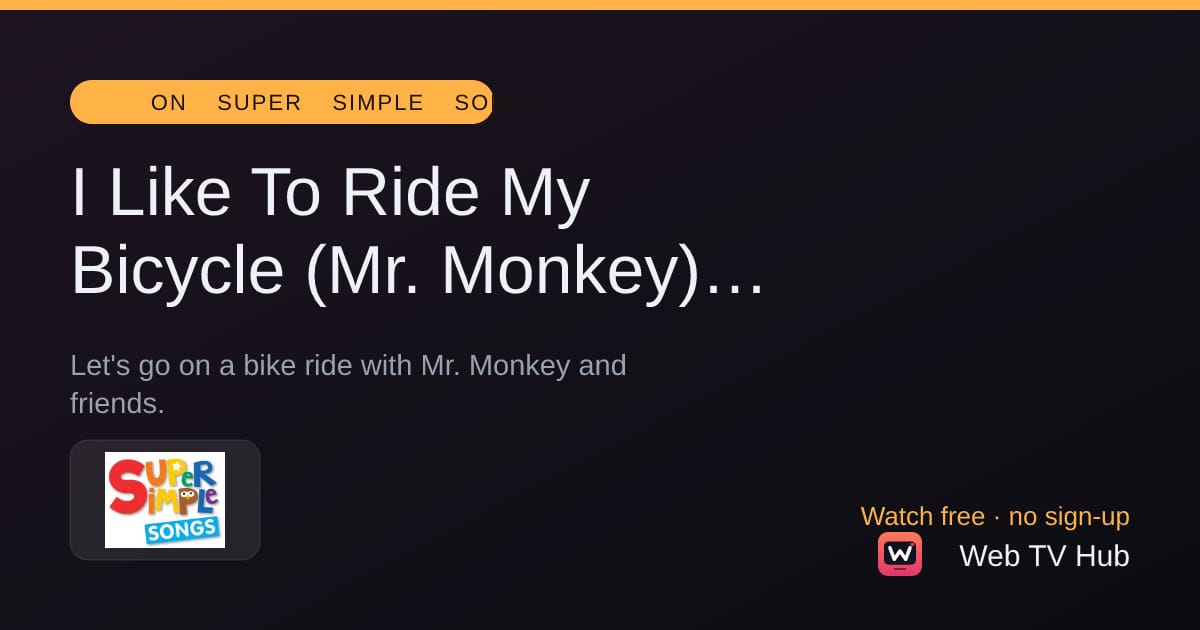 ON SUPER SIMPLE SONGS
I Like To Ride My
Bicycle (Mr. Monkey)…
Let's go on a bike ride with Mr. Monkey and
friends.
SUPER
SiMPLe
SONGS
Watch free · no sign-up
W
Web TV Hub